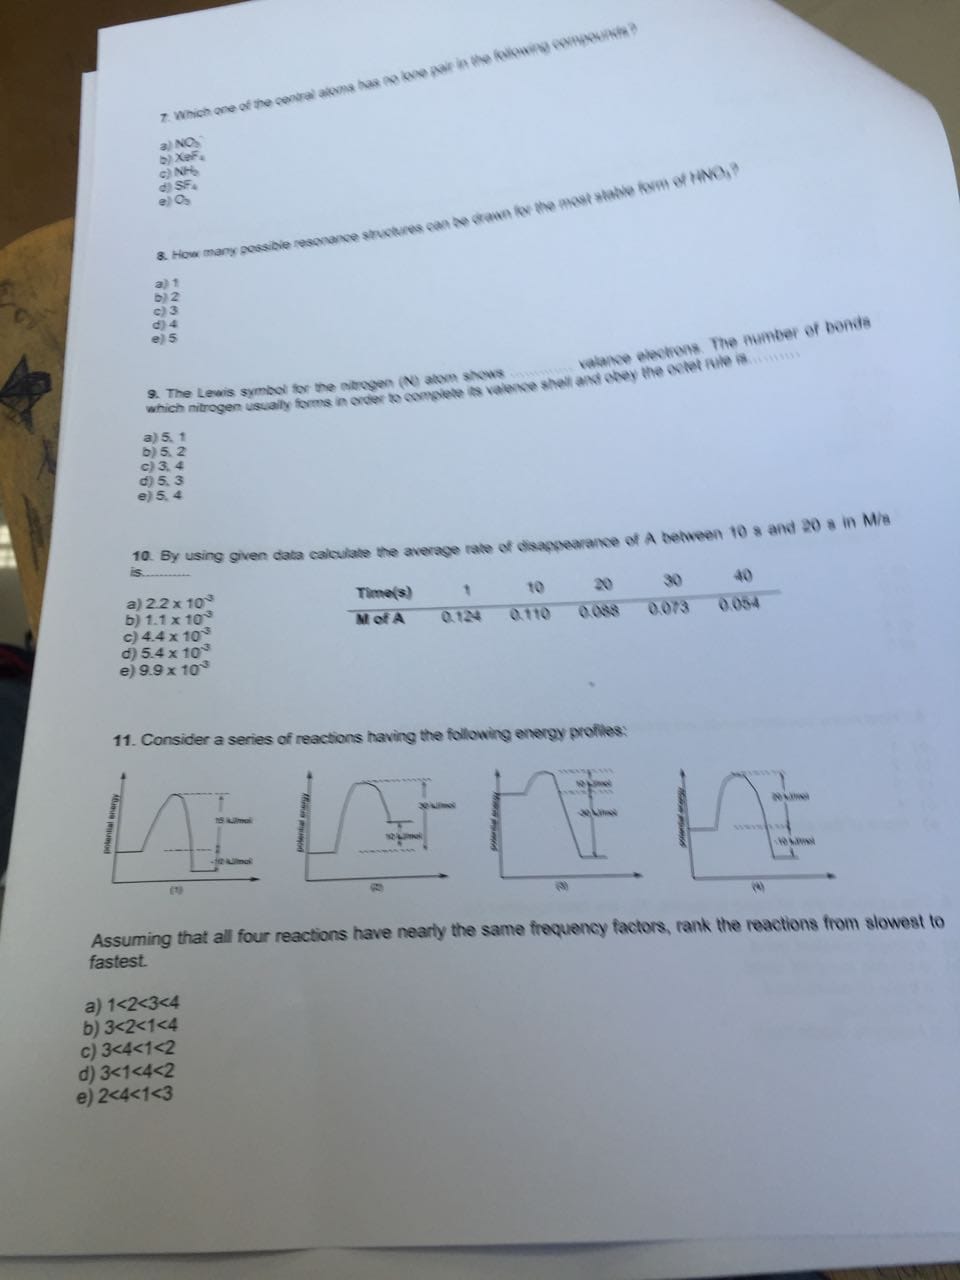 7. Which one of the central atoms has no lone pair in the following compounds?
a) NO₃⁻
b) XeF₄
c) NH₃
d) SF₄
e) O₃
8. How many possible resonance structures can be drawn for the most stable form of HNO₃?
a) 1
b) 2
c) 3
d) 4
e) 5
9. The Lewis symbol for the nitrogen (N) atom shows ............ valance electrons. The number of bonds
which nitrogen usually forms in order to complete its valence shell and obey the octet rule is..........
a) 5, 1
b) 5, 2
c) 3, 4
d) 5, 3
e) 5, 4
10. By using given data calculate the average rate of disappearance of A between 10 s and 20 s in M/s
is...........
a) 2.2 x 10⁻³
b) 1.1 x 10⁻³
c) 4.4 x 10⁻³
d) 5.4 x 10⁻³
e) 9.9 x 10⁻³
Time(s) 1 10 20 30 40
M of A 0.124 0.110 0.088 0.073 0.054
11. Consider a series of reactions having the following energy profiles:
potential energy
15 kJ/mol
-10 kJ/mol
(1)
potential energy
30 kJ/mol
10 kJ/mol
(2)
potential energy
10 kJ/mol
-30 kJ/mol
(3)
potential energy
20 kJ/mol
-10 kJ/mol
(4)
Assuming that all four reactions have nearly the same frequency factors, rank the reactions from slowest to
fastest.
a) 1<2<3<4
b) 3<2<1<4
c) 3<4<1<2
d) 3<1<4<2
e) 2<4<1<3